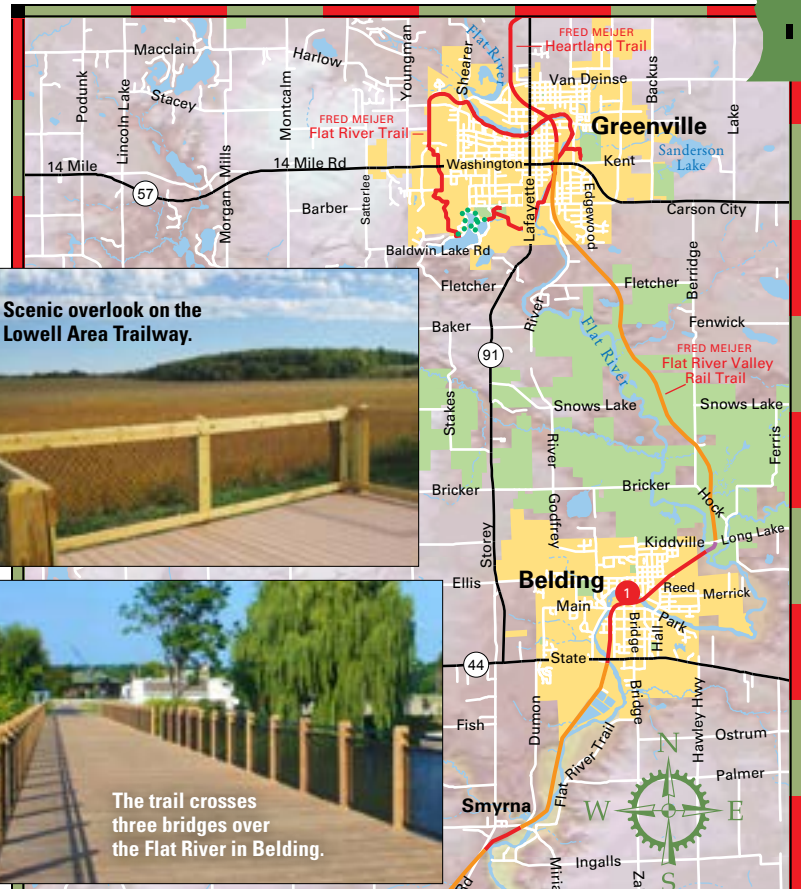 Macclain
Harlow
Youngman
Shearer
Flat River
FRED MEIJER
Heartland Trail
Van Deinse
Backus
Podunk
Lincoln Lake
Stacey
Montcalm
FRED MEIJER
Flat River Trail
Greenville
Lake
Sanderson
Lake
14 Mile
57
Morgan Mills
14 Mile Rd
Washington
Kent
Barber
Satterlee
Lafayette
Edgewood
Carson City
Baldwin Lake Rd
Fletcher
River
Fletcher
Berridge
Baker
91
Flat River
Fenwick
FRED MEIJER
Flat River Valley
Rail Trail
Scenic overlook on the
Lowell Area Trailway.
Stakes
Snows Lake
Snows Lake
River
Ferris
Bricker
Bricker
Hock
Godfrey
Storey
Kiddville
Long Lake
Ellis
Belding
1
Reed
Merrick
Main
Bridge
Hall
Park
44
State
Bridge
Dumon
Hawley Hwy
Fish
Flat River Trail
Ostrum
N
Palmer
W
E
S
Smyrna
Ingalls
The trail crosses
three bridges over
the Flat River in Belding.
Rd